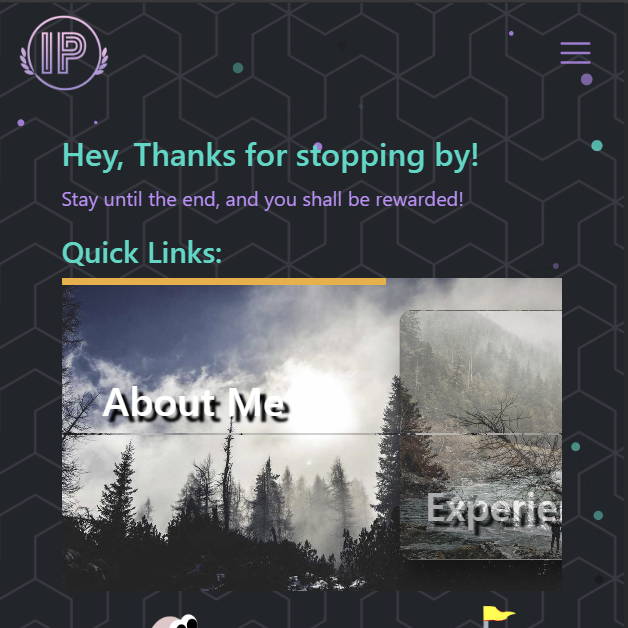 IP
Hey, Thanks for stopping by!
Stay until the end, and you shall be rewarded!
Quick Links:
About Me
Experie